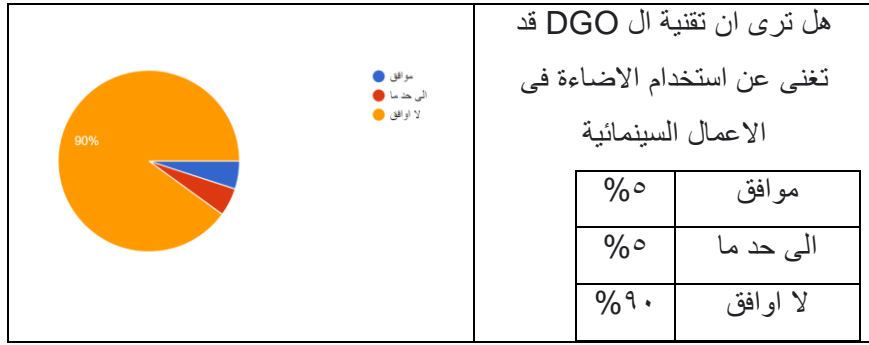 هل ترى ان تقنية ال DGO قد
تغنى عن استخدام الاضاءة فى
الاعمال السينمائية
موافق %٥
الى حد ما %٥
لا اوافق %٩٠
موافق
الى حد ما
لا اوافق
90%